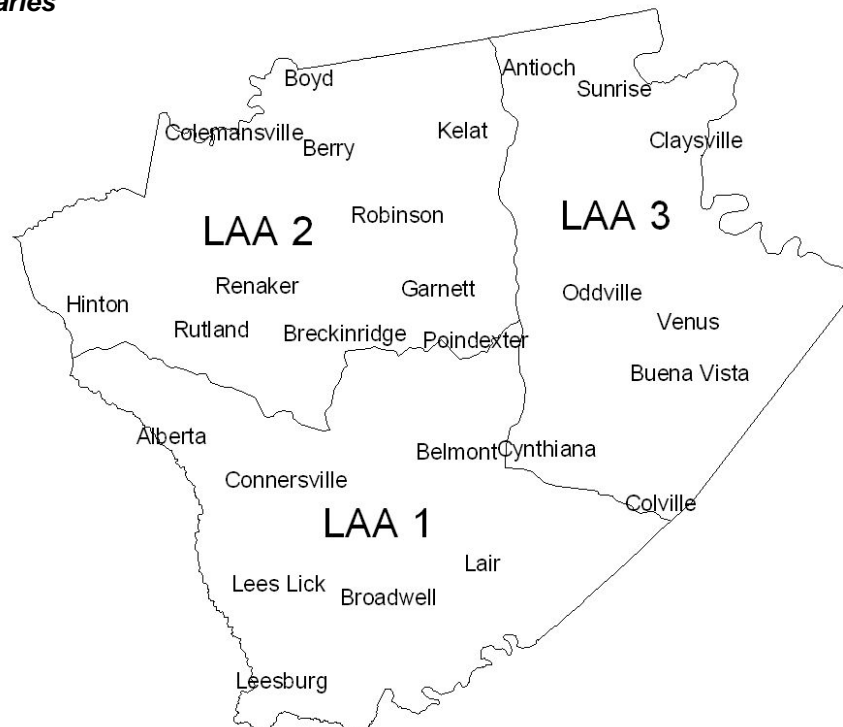 aries
Antioch
Boyd
Sunrise
Colemansville
Kelat
Claysville
Berry
Robinson
LAA 2
LAA 3
Renaker
Garnett
Oddville
Hinton
Rutland
Breckinridge
Poindexter
Venus
Buena Vista
Alberta
Belmont
Cynthiana
Connersville
Colville
LAA 1
Lair
Lees Lick
Broadwell
Leesburg